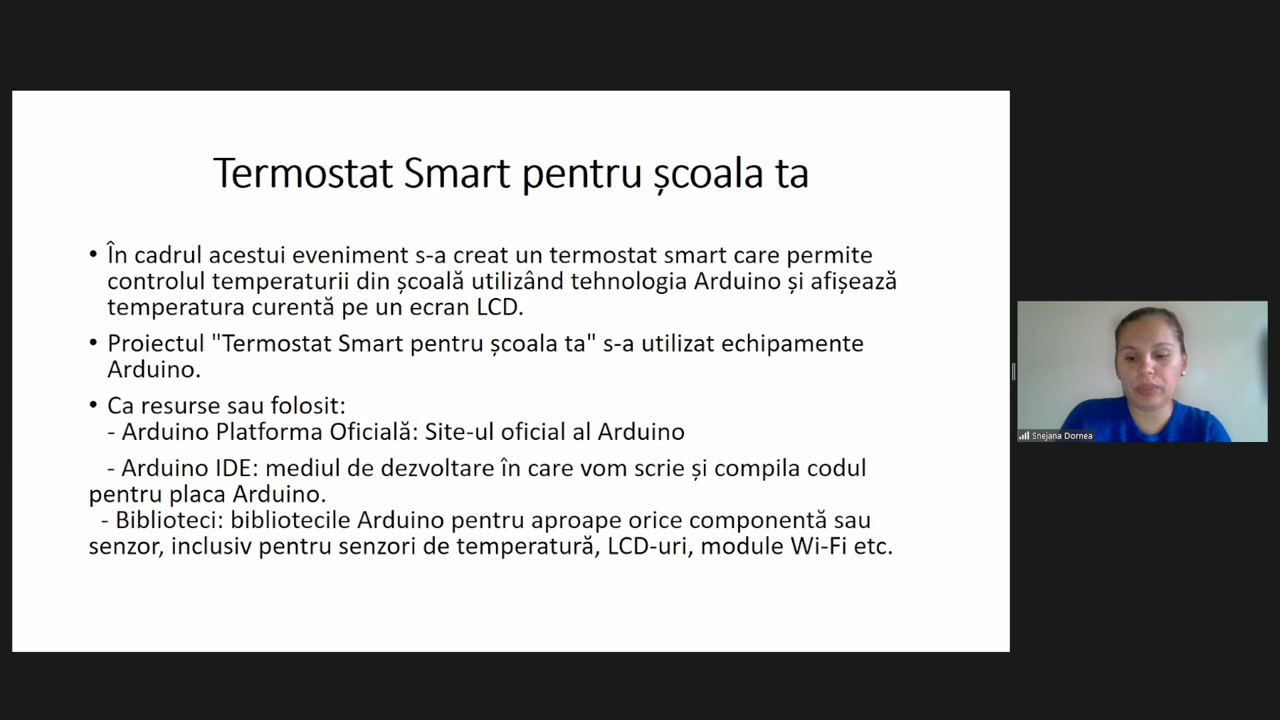 Termostat Smart pentru școala ta
• În cadrul acestui eveniment s-a creat un termostat smart care permite
controlul temperaturii din școală utilizând tehnologia Arduino și afișează
temperatura curentă pe un ecran LCD.
• Proiectul "Termostat Smart pentru școala ta" s-a utilizat echipamente
Arduino.
• Ca resurse sau folosit:
- Arduino Platforma Oficială: Site-ul oficial al Arduino
- Arduino IDE: mediul de dezvoltare în care vom scrie și compila codul
pentru placa Arduino.
- Biblioteci: bibliotecile Arduino pentru aproape orice componentă sau
senzor, inclusiv pentru senzori de temperatură, LCD-uri, module Wi-Fi etc.
Snejana Dornea